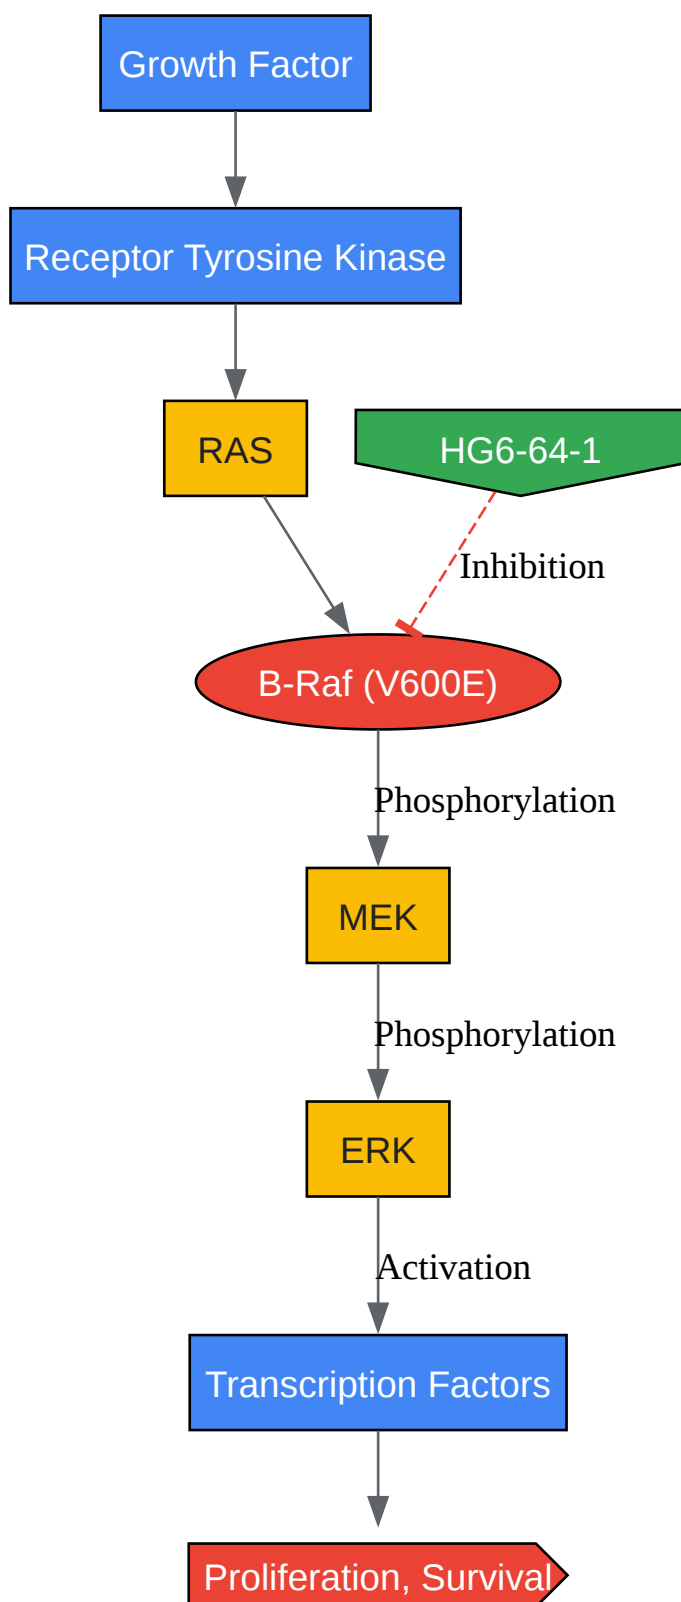 Growth Factor
Receptor Tyrosine Kinase
RAS
HG6-64-1
Inhibition
B-Raf (V600E)
Phosphorylation
MEK
Phosphorylation
ERK
Activation
Transcription Factors
Proliferation, Survival